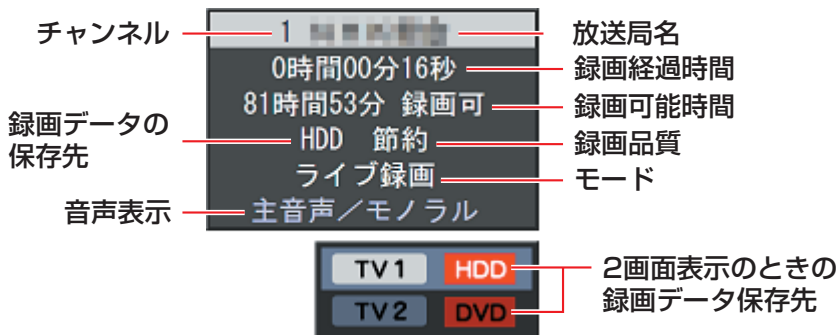 チャンネル
1
放送局名
0時間00分16秒
録画経過時間
81時間53分 録画可
録画可能時間
録画データの
保存先
HDD 節約
録画品質
ライブ録画
モード
音声表示
主音声／モノラル
TV1 HDD
TV2 DVD
2画面表示のときの
録画データ保存先